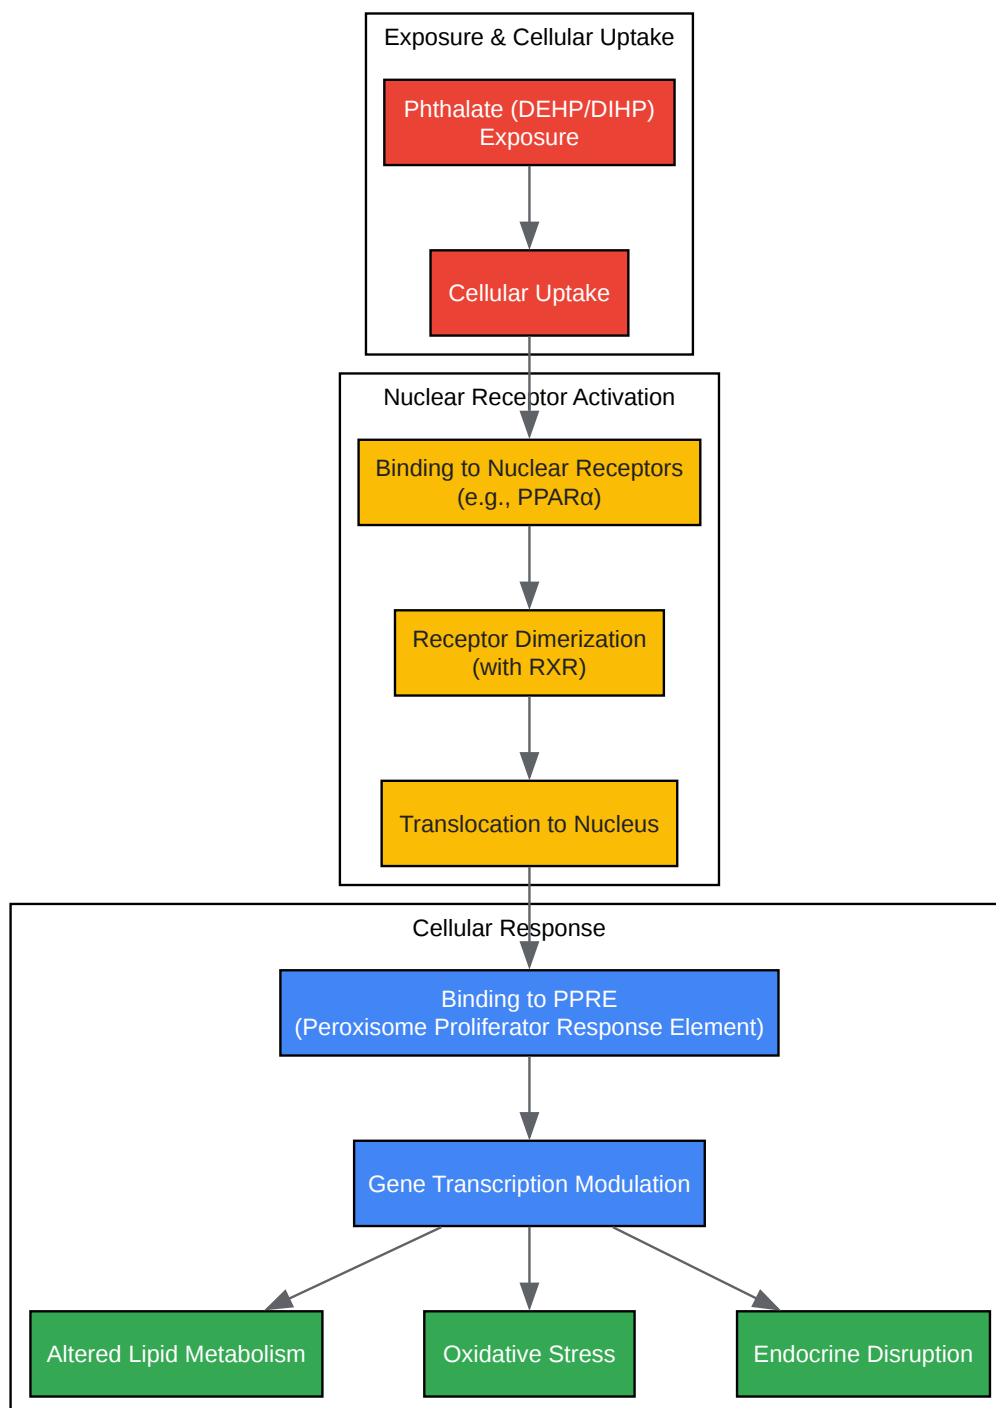 Exposure & Cellular Uptake
Phthalate (DEHP/DIHP)
Exposure
Cellular Uptake
Nuclear Receptor Activation
Binding to Nuclear Receptors
(e.g., PPARα)
Receptor Dimerization
(with RXR)
Translocation to Nucleus
Cellular Response
Binding to PPRE
(Peroxisome Proliferator Response Element)
Gene Transcription Modulation
Altered Lipid Metabolism
Oxidative Stress
Endocrine Disruption